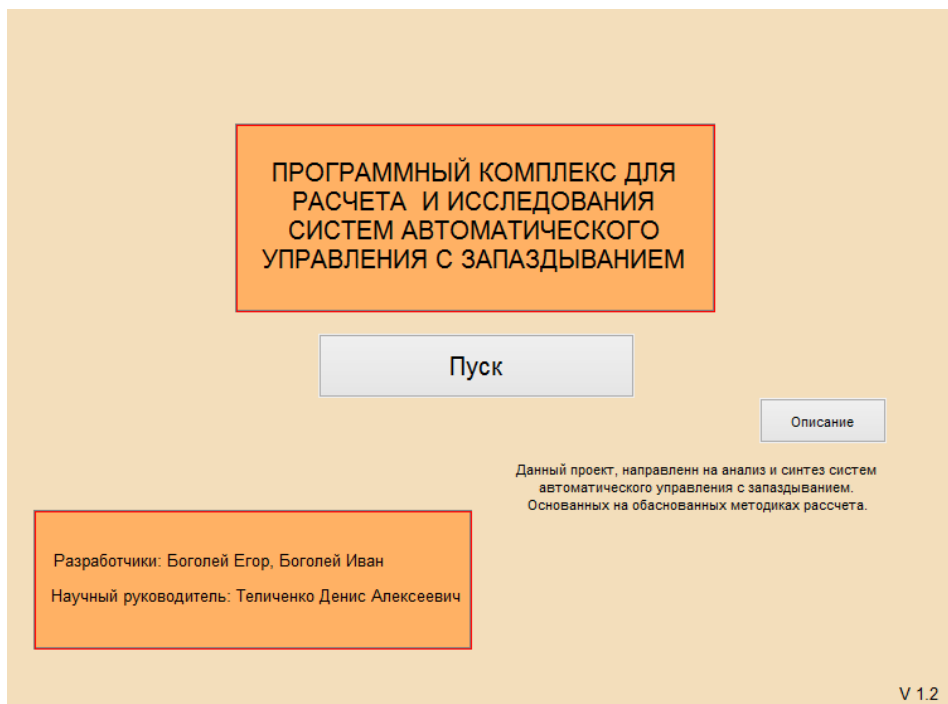 ПРОГРАММНЫЙ КОМПЛЕКС ДЛЯ
РАСЧЕТА И ИССЛЕДОВАНИЯ
СИСТЕМ АВТОМАТИЧЕСКОГО
УПРАВЛЕНИЯ С ЗАПАЗДЫВАНИЕМ
Пуск
Описание
Данный проект, направленн на анализ и синтез систем
автоматического управления с запаздыванием.
Основанных на обаснованных методиках рассчета.
Разработчики: Боголей Егор, Боголей Иван
Научный руководитель: Теличенко Денис Алексеевич
V 1.2